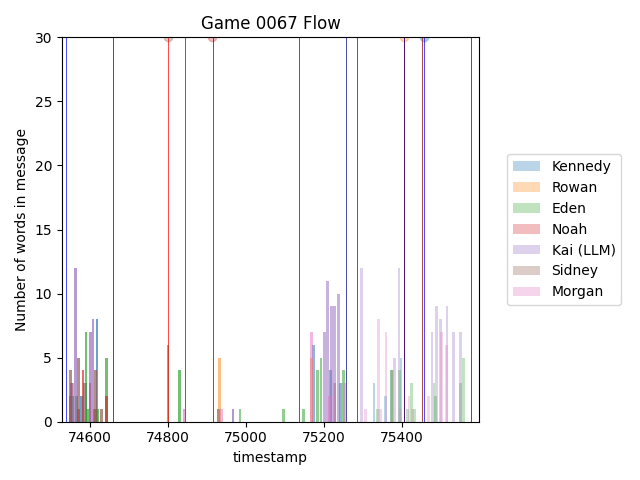 Game 0067 Flow
Number of words in message
30
25
20
15
10
5
0
74600
74800
75000
75200
75400
timestamp
Kennedy
Rowan
Eden
Noah
Kai (LLM)
Sidney
Morgan